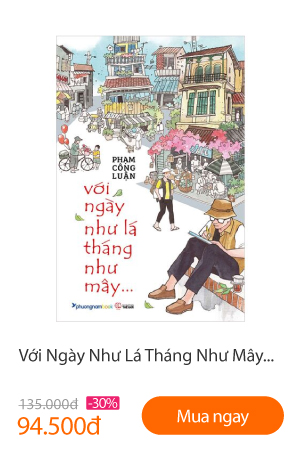 PHẠM
CÔNG
LUẬN
với
ngày
như lá
tháng
như
mây...
phuongnambook
Với Ngày Như Lá Tháng Như Mây...
135.000đ -30%
94.500đ
Mua ngay